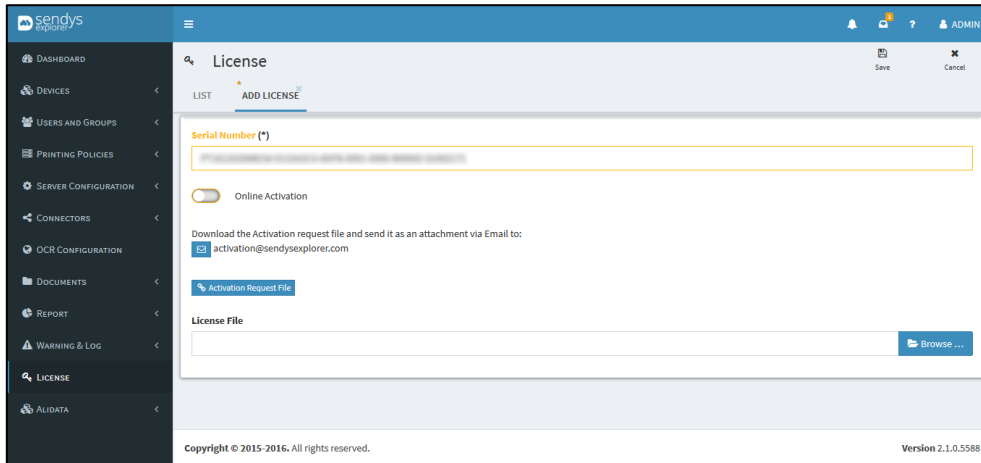 sendys
explorer
1
?
ADMIN
DASHBOARD
DEVICES
USERS AND GROUPS
PRINTING POLICIES
SERVER CONFIGURATION
CONNECTORS
OCR CONFIGURATION
DOCUMENTS
REPORT
WARNING & LOG
LICENSE
ALIDATA
License
Save
Cancel
LIST
* ADD LICENSE
Serial Number (*)
Online Activation
Download the Activation request file and send it as an attachment via Email to:
activation@sendysexplorer.com
Activation Request File
License File
Browse ...
Copyright © 2015-2016. All rights reserved.
Version 2.1.0.5588